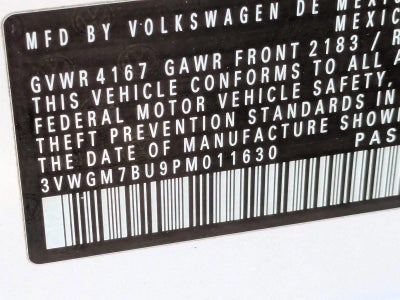 MFD BY VOLKSWAGEN DE MEXIC
MEXIC
GVWR 4167 GAWR FRONT 2183 / R
THIS VEHICLE CONFORMS TO ALL A
FEDERAL MOTOR VEHICLE SAFETY,
THEFT PREVENTION STANDARDS IN
THE DATE OF MANUFACTURE SHOW
3VWGM7BU9PM011630 PAS